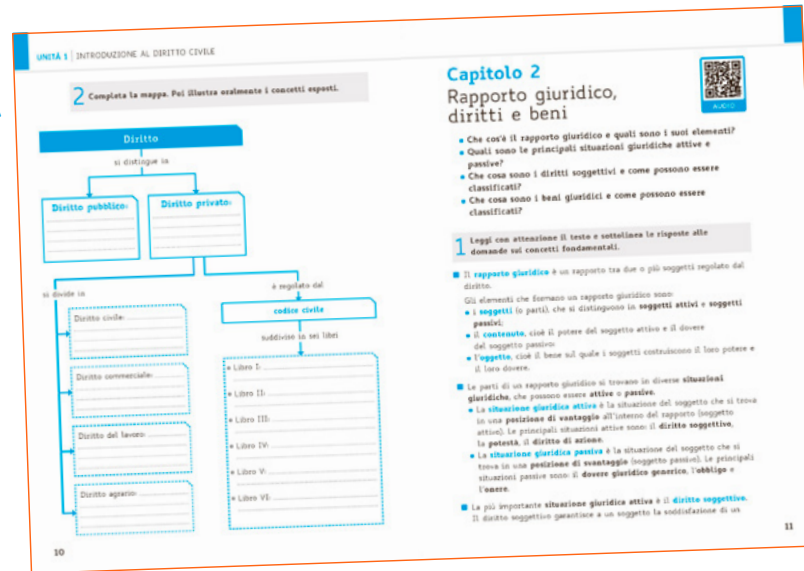 UNITÀ 1 | INTRODUZIONE AL DIRITTO CIVILE
2 Completa la mappa. Poi illustra oralmente i concetti esposti.
Diritto
si distingue in
Diritto pubblico:
Diritto privato:
si divide in
è regolato dal
Diritto civile:
Diritto commerciale:
Diritto del lavoro:
Diritto agrario:
codice civile
suddiviso in sei libri
Libro I:
Libro II:
Libro III:
Libro IV:
Libro V:
Libro VI:
10
Capitolo 2
Rapporto giuridico,
diritti e beni
AUDIO
• Che cos'è il rapporto giuridico e quali sono i suoi elementi?
• Quali sono le principali situazioni giuridiche attive e
passive?
• Che cosa sono i diritti soggettivi e come possono essere
classificati?
• Che cosa sono i beni giuridici e come possono essere
classificati?
1 Leggi con attenzione il testo e sottolinea le risposte alle
domande sui concetti fondamentali.
■ Il rapporto giuridico è un rapporto tra due o più soggetti regolato dal
diritto.
Gli elementi che formano un rapporto giuridico sono:
• i soggetti (o parti), che si distinguono in soggetti attivi e soggetti
passivi;
• il contenuto, cioè il potere del soggetto attivo e il dovere
del soggetto passivo;
• l'oggetto, cioè il bene sul quale i soggetti costruiscono il loro potere e
il loro dovere.
■ Le parti di un rapporto giuridico si trovano in diverse situazioni
giuridiche, che possono essere attive o passive.
• La situazione giuridica attiva è la situazione del soggetto che si trova
in una posizione di vantaggio all'interno del rapporto (soggetto
attivo). Le principali situazioni attive sono: il diritto soggettivo,
la potestà, il diritto di azione.
• La situazione giuridica passiva è la situazione del soggetto che si
trova in una posizione di svantaggio (soggetto passivo). Le principali
situazioni passive sono: il dovere giuridico generico, l'obbligo e
l'onere.
■ La più importante situazione giuridica attiva è il diritto soggettivo.
Il diritto soggettivo garantisce a un soggetto la soddisfazione di un
11